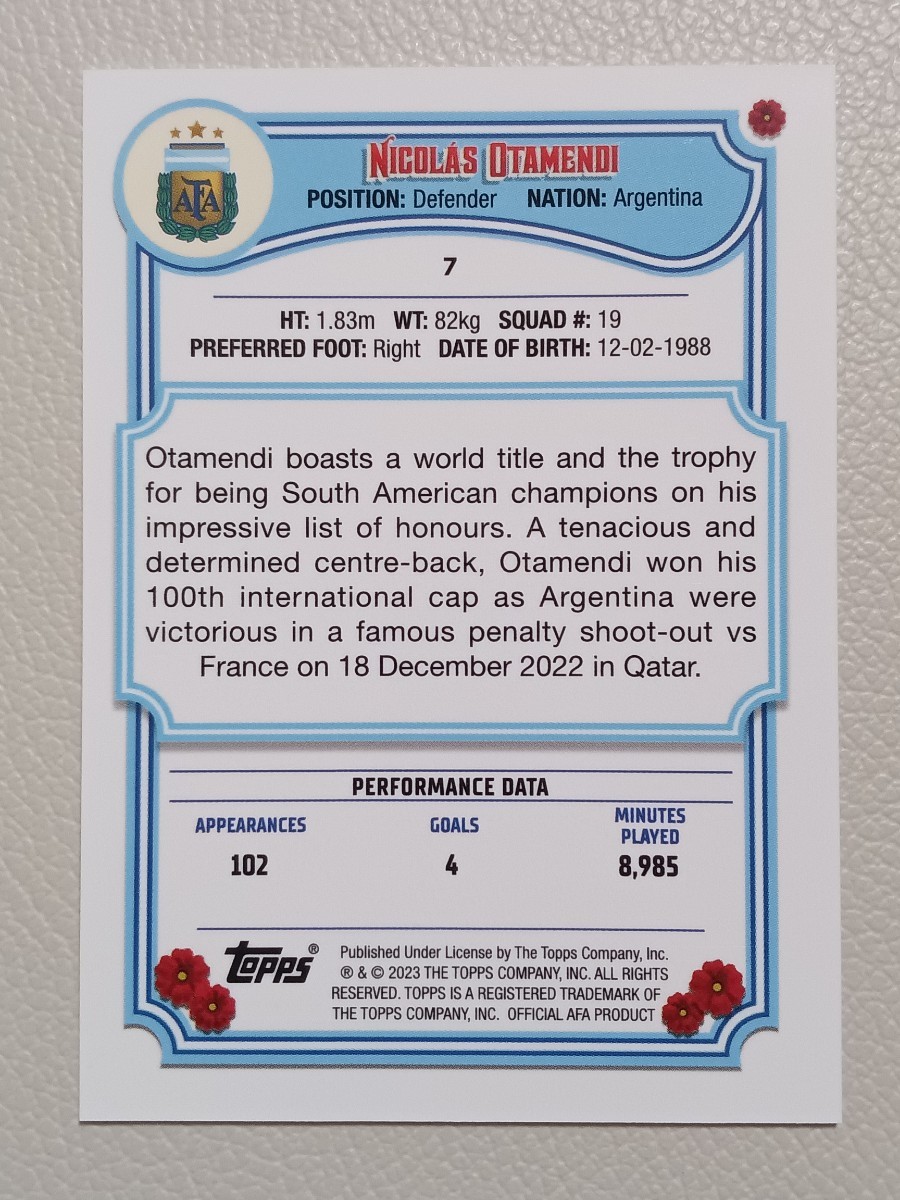 AFA
NICOLÁS OTAMENDI
POSITION: Defender NATION: Argentina
7
HT: 1.83m WT: 82kg SQUAD #: 19
PREFERRED FOOT: Right DATE OF BIRTH: 12-02-1988
Otamendi boasts a world title and the trophy
for being South American champions on his
impressive list of honours. A tenacious and
determined centre-back, Otamendi won his
100th international cap as Argentina were
victorious in a famous penalty shoot-out vs
France on 18 December 2022 in Qatar.
PERFORMANCE DATA
APPEARANCES GOALS MINUTES
PLAYED
102 4 8,985
Topps® Published Under License by The Topps Company, Inc.
® & © 2023 THE TOPPS COMPANY, INC. ALL RIGHTS
RESERVED. TOPPS IS A REGISTERED TRADEMARK OF
THE TOPPS COMPANY, INC. OFFICIAL AFA PRODUCT